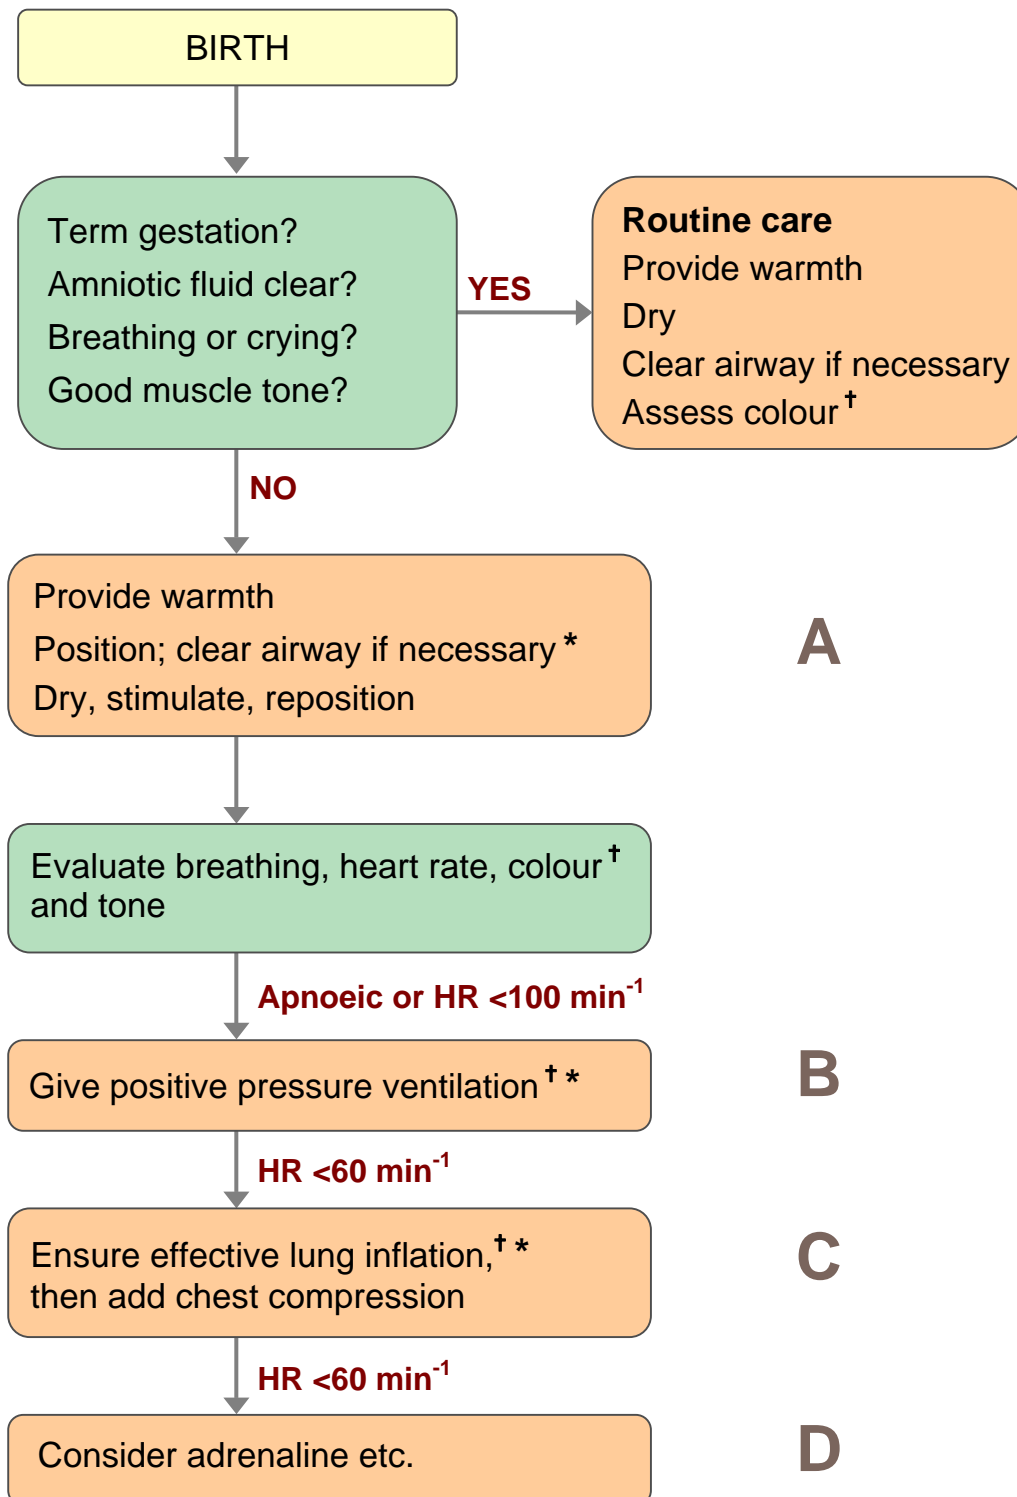 BIRTH
Term gestation?
Amniotic fluid clear?
Breathing or crying?
Good muscle tone?
YES
Routine care
Provide warmth
Dry
Clear airway if necessary
Assess colour†
NO
Provide warmth
Position; clear airway if necessary*
Dry, stimulate, reposition
A
Evaluate breathing, heart rate, colour†
and tone
Apnoeic or HR <100 min⁻¹
Give positive pressure ventilation†*
B
HR <60 min⁻¹
Ensure effective lung inflation,†*
then add chest compression
C
HR <60 min⁻¹
Consider adrenaline etc.
D